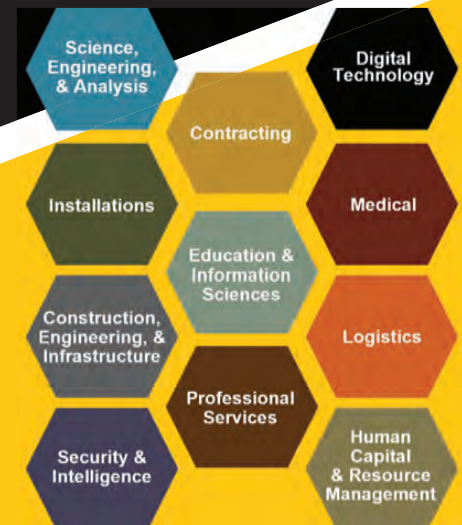 Science,
Engineering,
& Analysis
Digital
Technology
Contracting
Installations
Medical
Education &
Information
Sciences
Construction,
Engineering, &
Infrastructure
Logistics
Professional
Services
Security &
Intelligence
Human
Capital
& Resource
Management